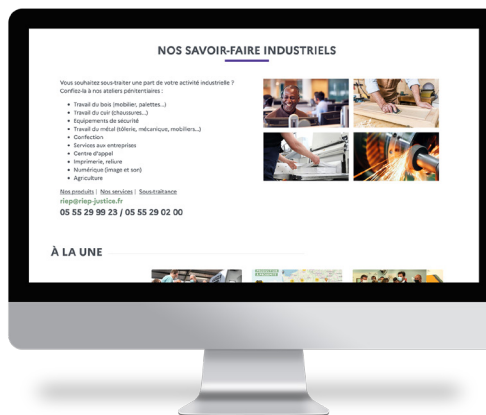 NOS SAVOIR-FAIRE INDUSTRIELS
Vous souhaitez sous-traiter une part de votre activité industrielle ?
Confiez-la à nos ateliers pénitentiaires :
• Travail du bois (mobilier, palettes...)
• Travail du cuir (chaussures...)
• Equipements de sécurité
• Travail du métal (tôlerie, mécanique, mobiliers...)
• Confection
• Services aux entreprises
• Centre d'appel
• Imprimerie, reliure
• Numérique (image et son)
• Agriculture
Nos produits | Nos services | Sous-traitance
riep@riep-justice.fr
05 55 29 99 23 / 05 55 29 02 00
À LA UNE